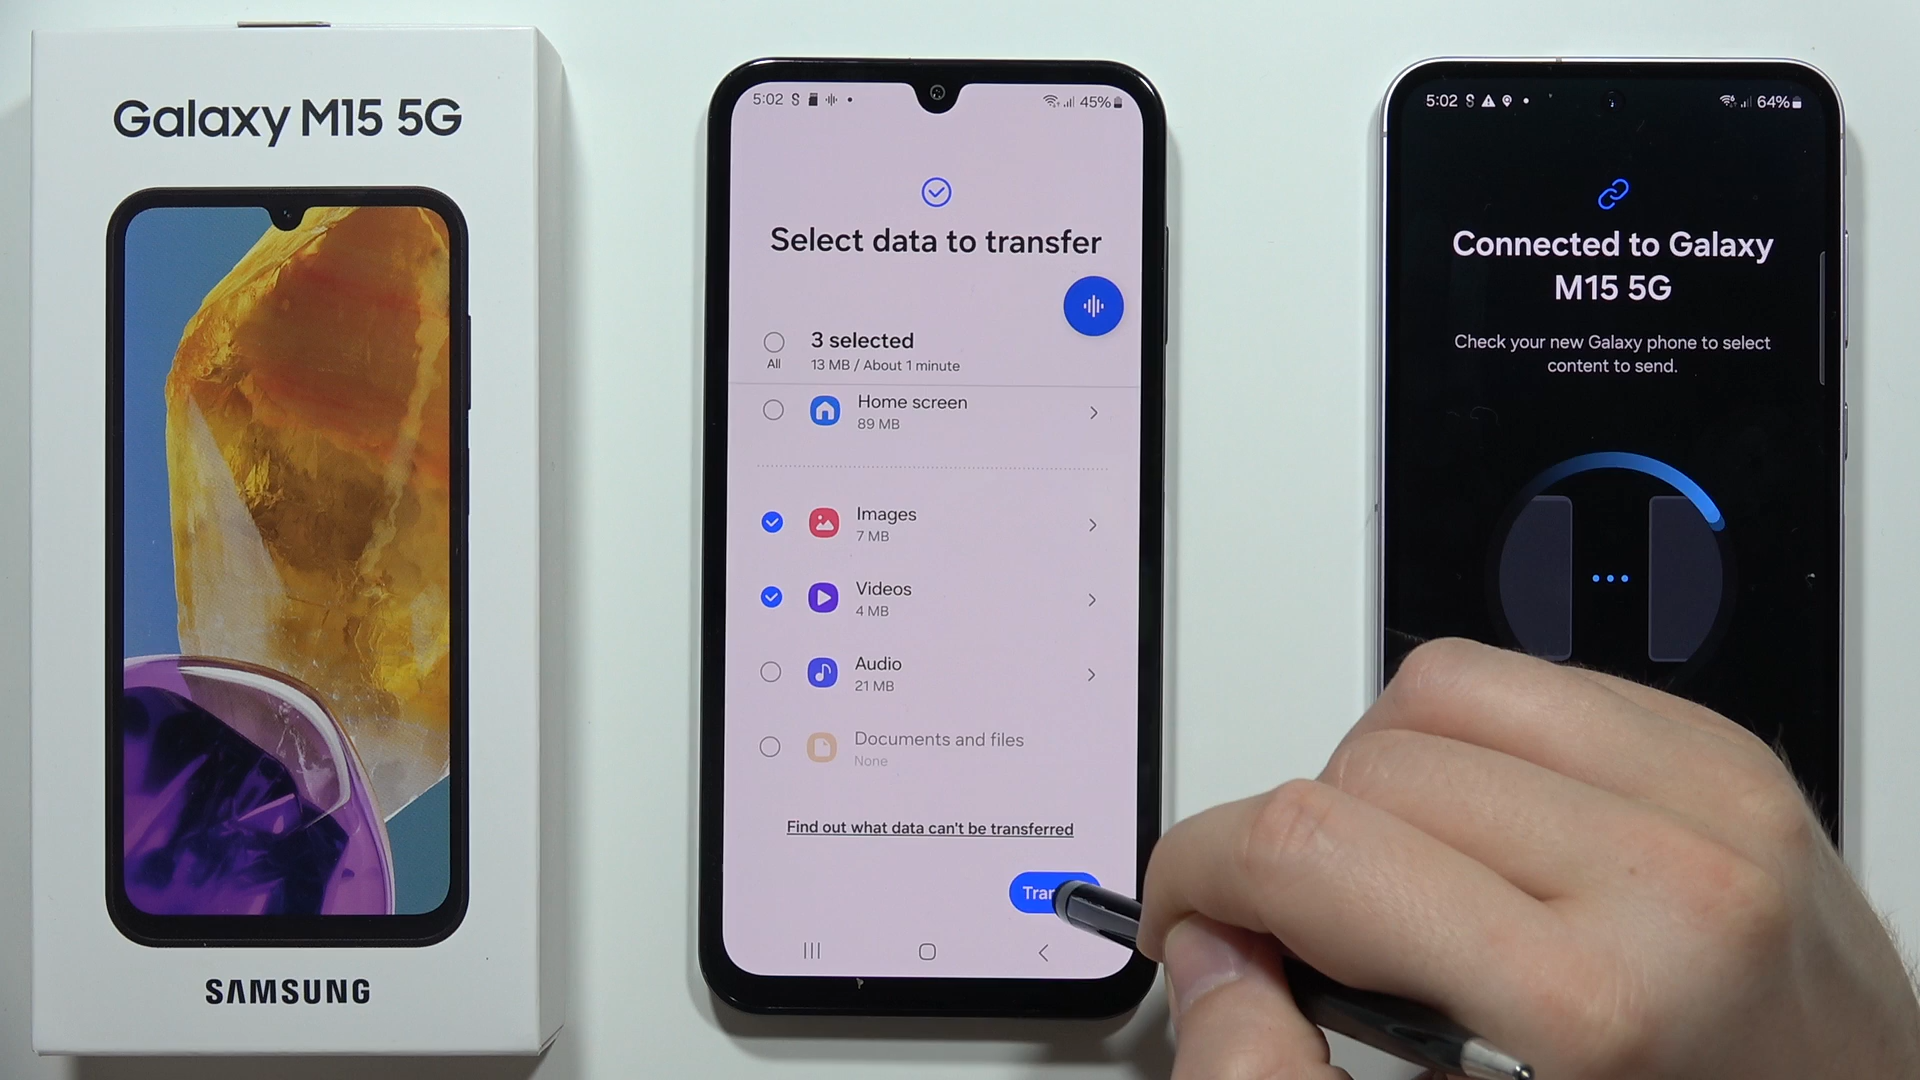 Galaxy M15 5G
SAMSUNG
5:02
45%
Select data to transfer
All
3 selected
13 MB / About 1 minute
Home screen
89 MB
Images
7 MB
Videos
4 MB
Audio
21 MB
Documents and files
None
Find out what data can't be transferred
Tran
5:02
64%
Connected to Galaxy
M15 5G
Check your new Galaxy phone to select
content to send.